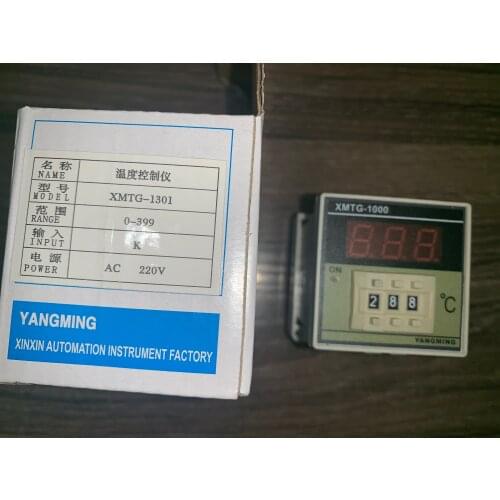 名称 温度控制仪
NAME
型号 XMTG-1301
MODEL
范围 0-399
RANGE
输入 K
INPUT
电源 AC 220V
POWER
YANGMING
XINXIN AUTOMATION INSTRUMENT FACTORY
XMTG-1000
888
ON
288
°C
YANGMING